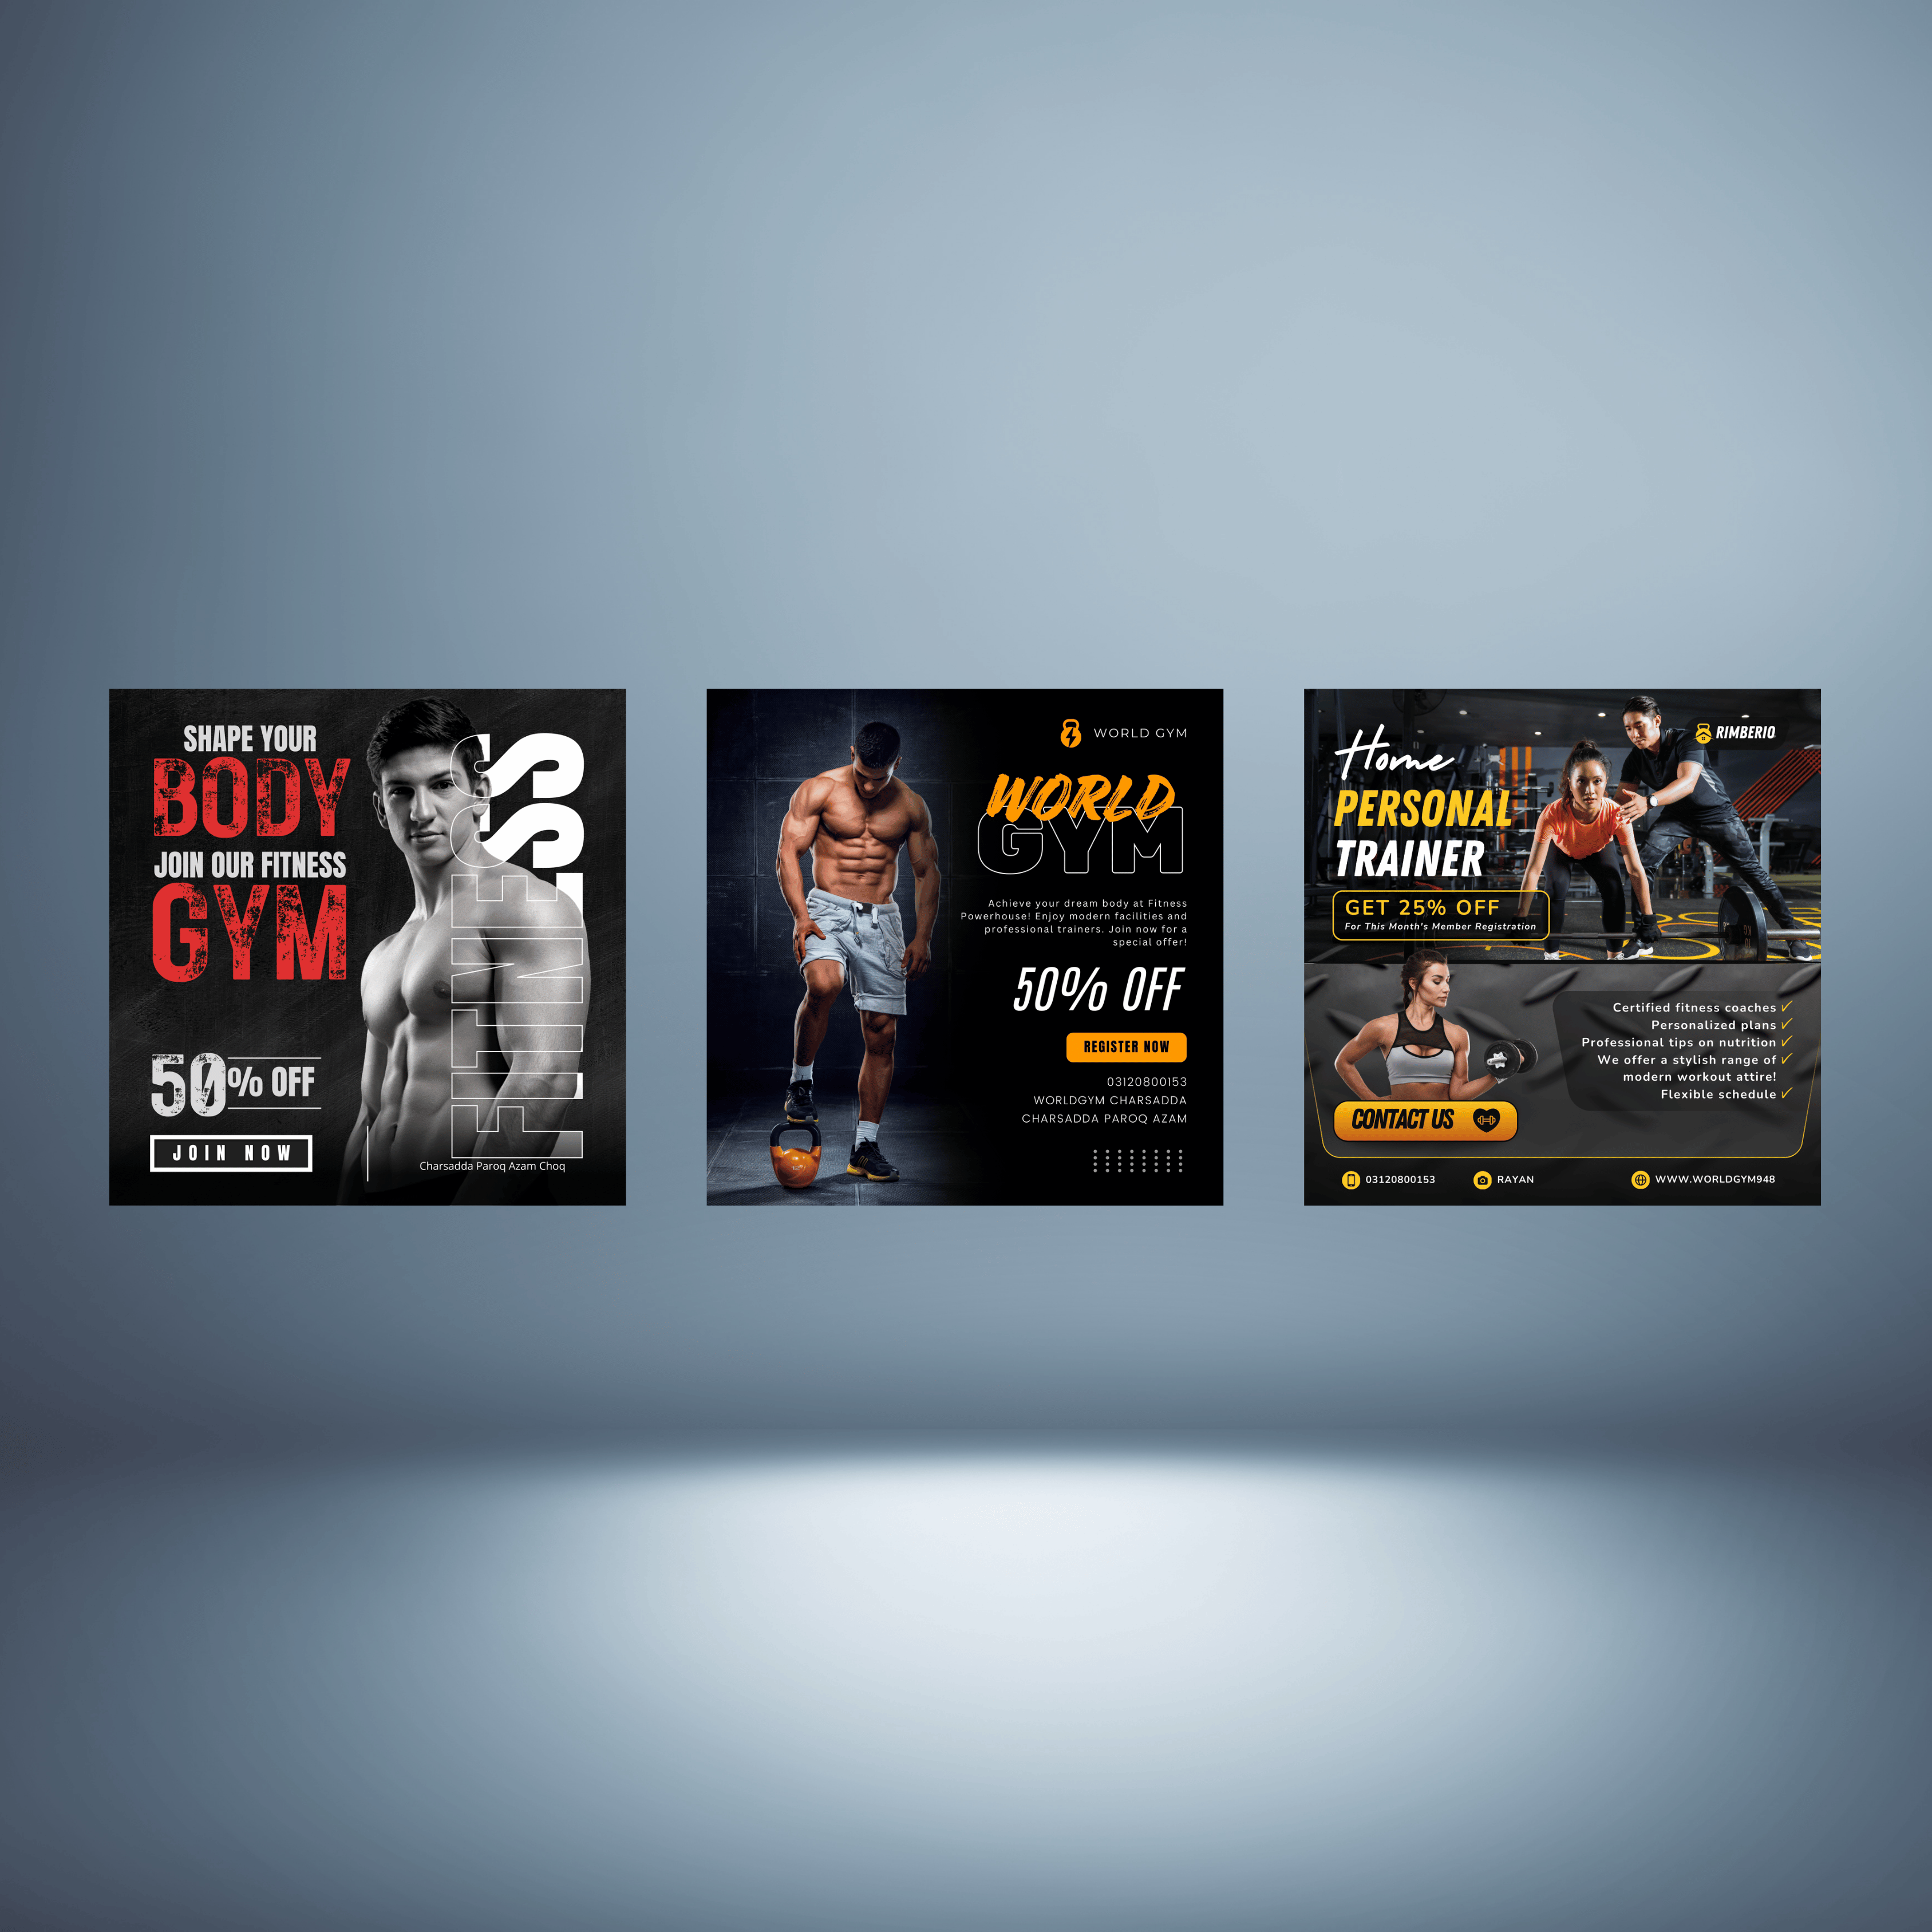 SHAPE YOUR
BODY
JOIN OUR FITNESS
GYM
50% OFF
JOIN NOW
FITNESS
Charsadda Paroq Azam Choq
WORLD GYM
WORLD
GYM
Achieve your dream body at Fitness
Powerhouse! Enjoy modern facilities and
professional trainers. Join now for a
special offer!
50% OFF
REGISTER NOW
03120800153
WORLDGYM CHARSADDA
CHARSADDA PAROQ AZAM
RIMBERIO
Home
PERSONAL
TRAINER
GET 25% OFF
For This Month's Member Registration
Certified fitness coaches ✓
Personalized plans ✓
Professional tips on nutrition ✓
We offer a stylish range of ✓
modern workout attire!
Flexible schedule ✓
CONTACT US
03120800153
RAYAN
WWW.WORLDGYM948